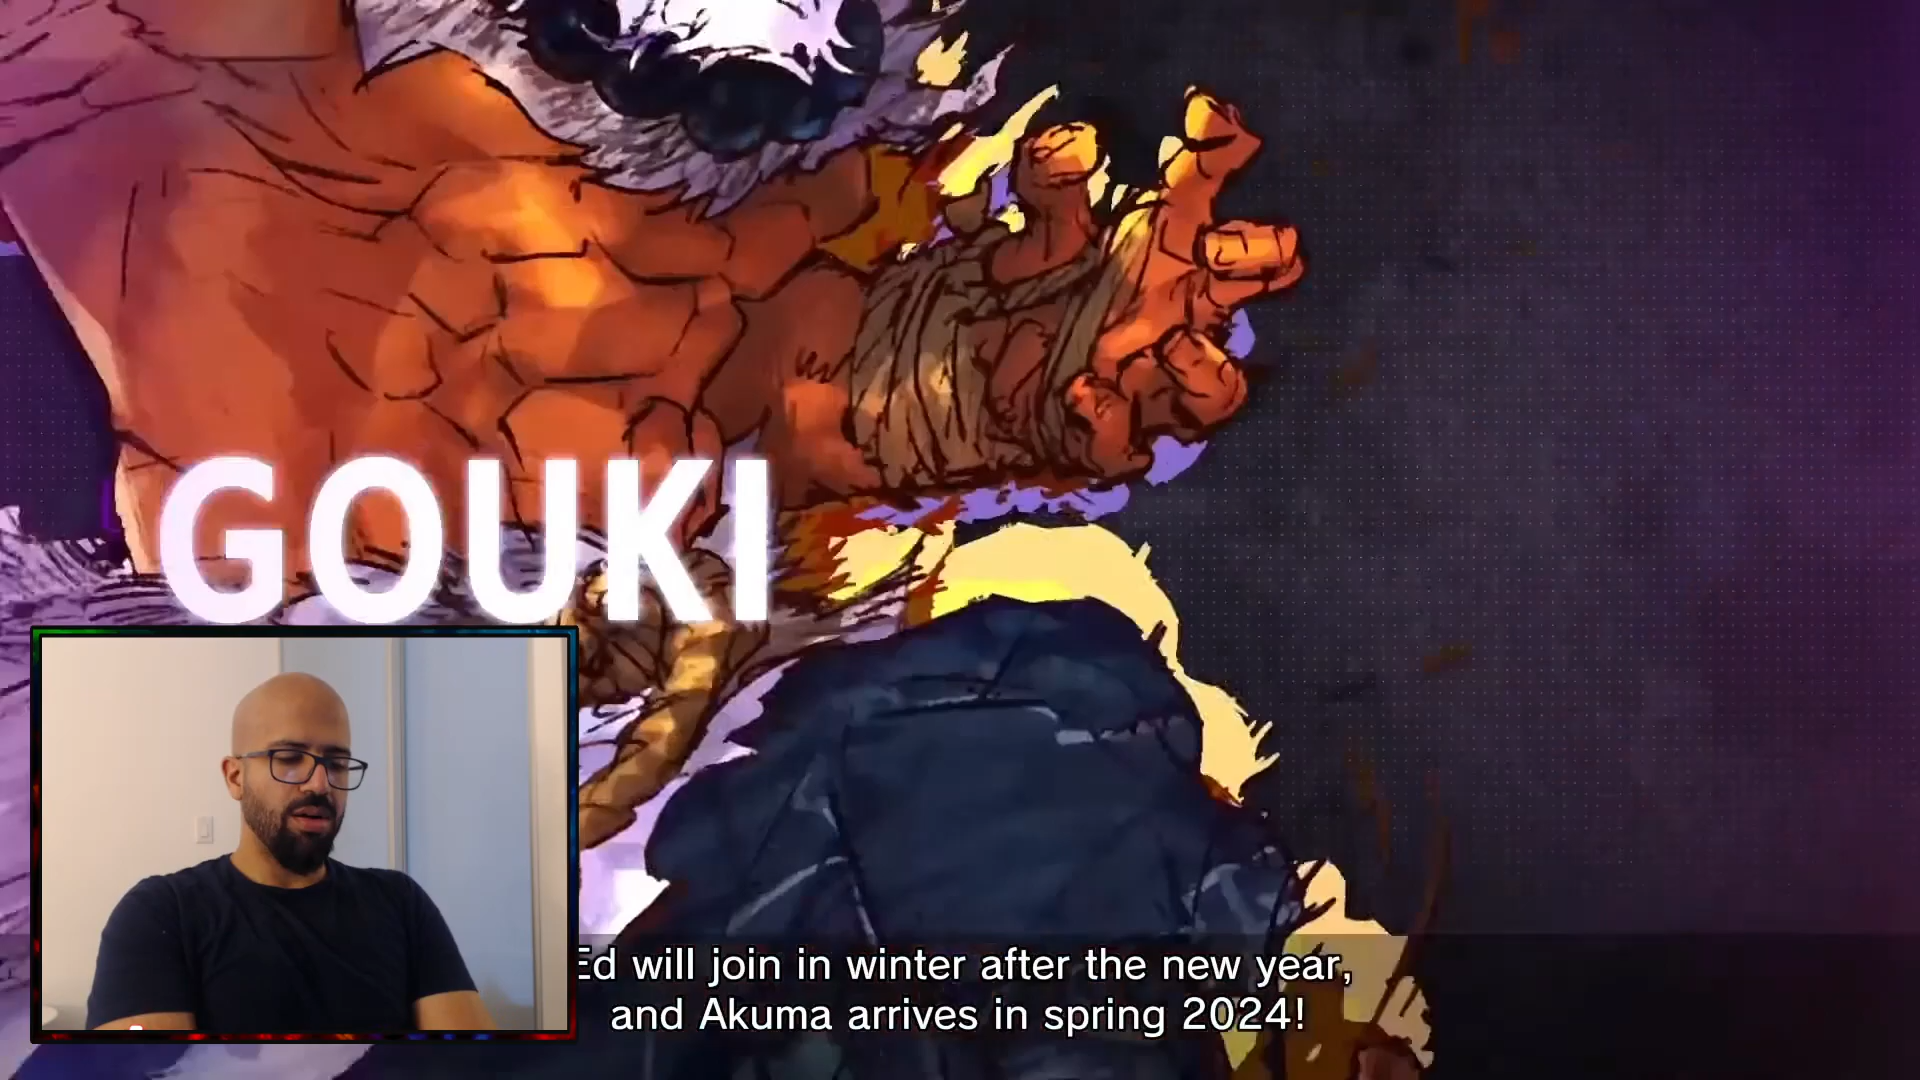 GOUKI
Ed will join in winter after the new year,
and Akuma arrives in spring 2024!